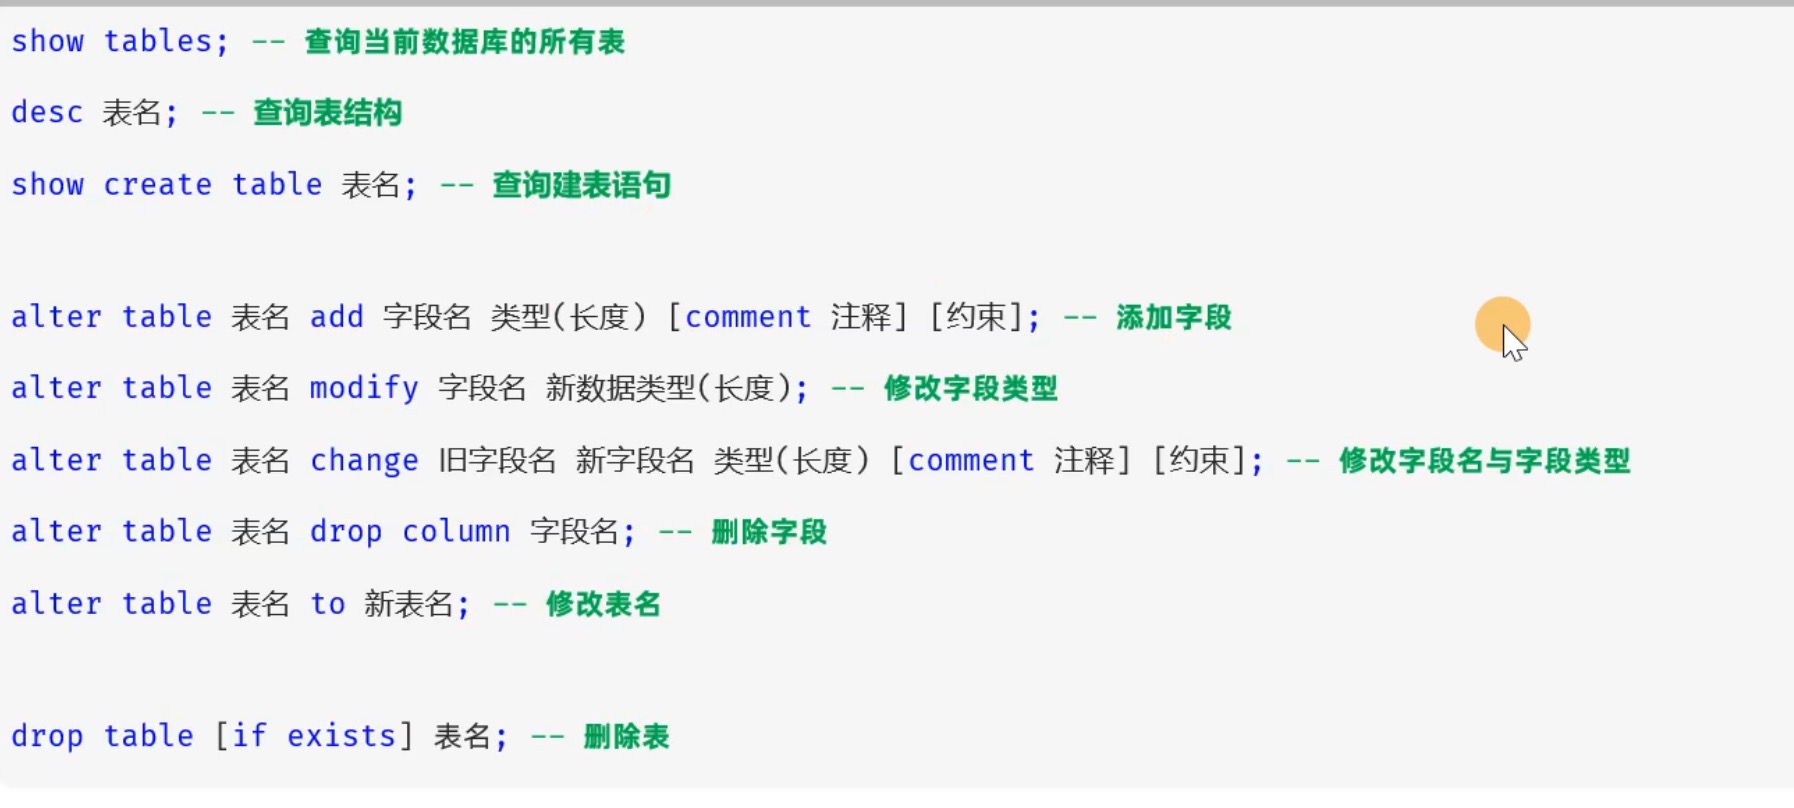 show tables; -- 查询当前数据库的所有表
desc 表名; -- 查询表结构
show create table 表名; -- 查询建表语句
alter table 表名 add 字段名 类型(长度) [comment 注释] [约束]; -- 添加字段
alter table 表名 modify 字段名 新数据类型(长度); -- 修改字段类型
alter table 表名 change 旧字段名 新字段名 类型(长度) [comment 注释] [约束]; -- 修改字段名与字段类型
alter table 表名 drop column 字段名; -- 删除字段
alter table 表名 to 新表名; -- 修改表名
drop table [if exists] 表名; -- 删除表